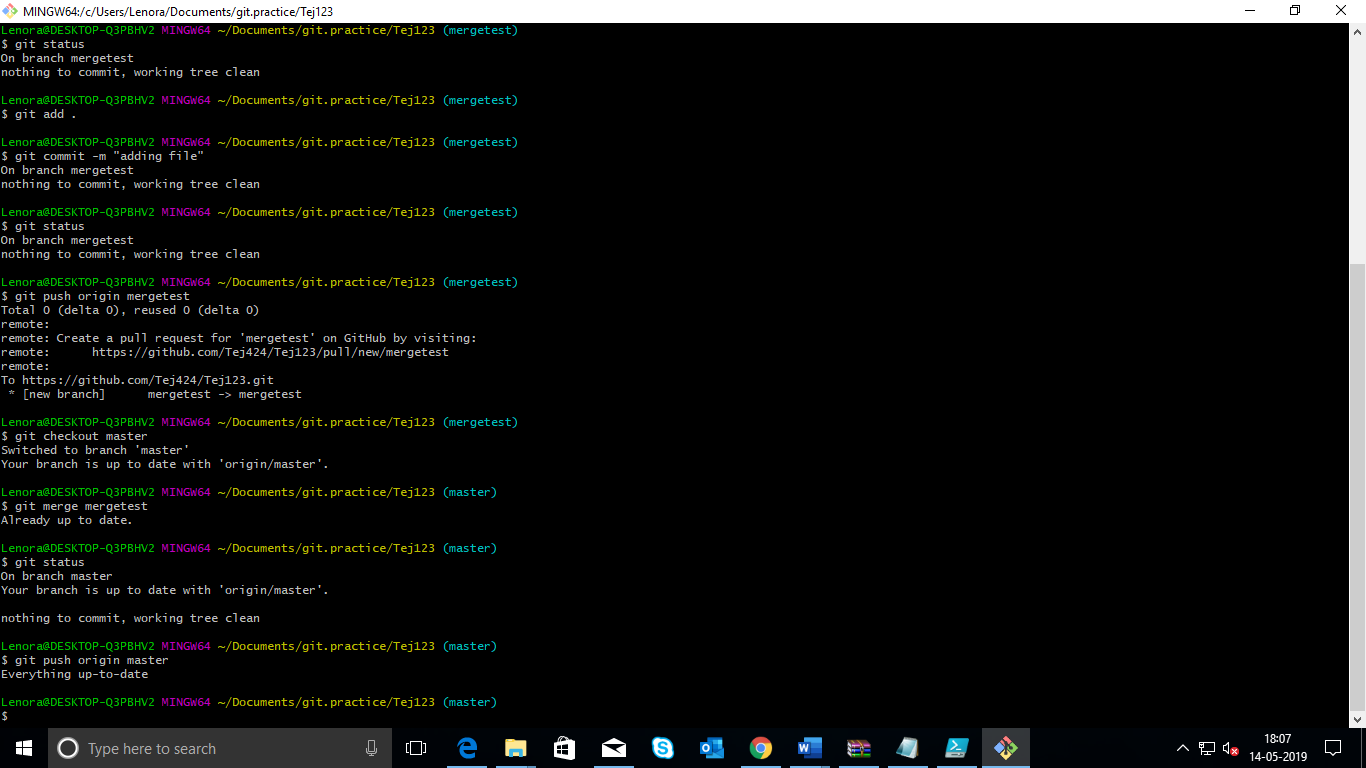 MINGW64:/c/Users/Lenora/Documents/git.practice/Tej123
Lenora@DESKTOP-Q3PBHV2 MINGW64 ~/Documents/git.practice/Tej123 (mergetest)
$ git status
On branch mergetest
nothing to commit, working tree clean
Lenora@DESKTOP-Q3PBHV2 MINGW64 ~/Documents/git.practice/Tej123 (mergetest)
$ git add .
Lenora@DESKTOP-Q3PBHV2 MINGW64 ~/Documents/git.practice/Tej123 (mergetest)
$ git commit -m "adding file"
On branch mergetest
nothing to commit, working tree clean
Lenora@DESKTOP-Q3PBHV2 MINGW64 ~/Documents/git.practice/Tej123 (mergetest)
$ git status
On branch mergetest
nothing to commit, working tree clean
Lenora@DESKTOP-Q3PBHV2 MINGW64 ~/Documents/git.practice/Tej123 (mergetest)
$ git push origin mergetest
Total 0 (delta 0), reused 0 (delta 0)
remote:
remote: Create a pull request for 'mergetest' on GitHub by visiting:
remote:      https://github.com/Tej424/Tej123/pull/new/mergetest
remote:
To https://github.com/Tej424/Tej123.git
 * [new branch]      mergetest -> mergetest
Lenora@DESKTOP-Q3PBHV2 MINGW64 ~/Documents/git.practice/Tej123 (mergetest)
$ git checkout master
Switched to branch 'master'
Your branch is up to date with 'origin/master'.
Lenora@DESKTOP-Q3PBHV2 MINGW64 ~/Documents/git.practice/Tej123 (master)
$ git merge mergetest
Already up to date.
Lenora@DESKTOP-Q3PBHV2 MINGW64 ~/Documents/git.practice/Tej123 (master)
$ git status
On branch master
Your branch is up to date with 'origin/master'.
nothing to commit, working tree clean
Lenora@DESKTOP-Q3PBHV2 MINGW64 ~/Documents/git.practice/Tej123 (master)
$ git push origin master
Everything up-to-date
Lenora@DESKTOP-Q3PBHV2 MINGW64 ~/Documents/git.practice/Tej123 (master)
$
Type here to search
18:07
14-05-2019